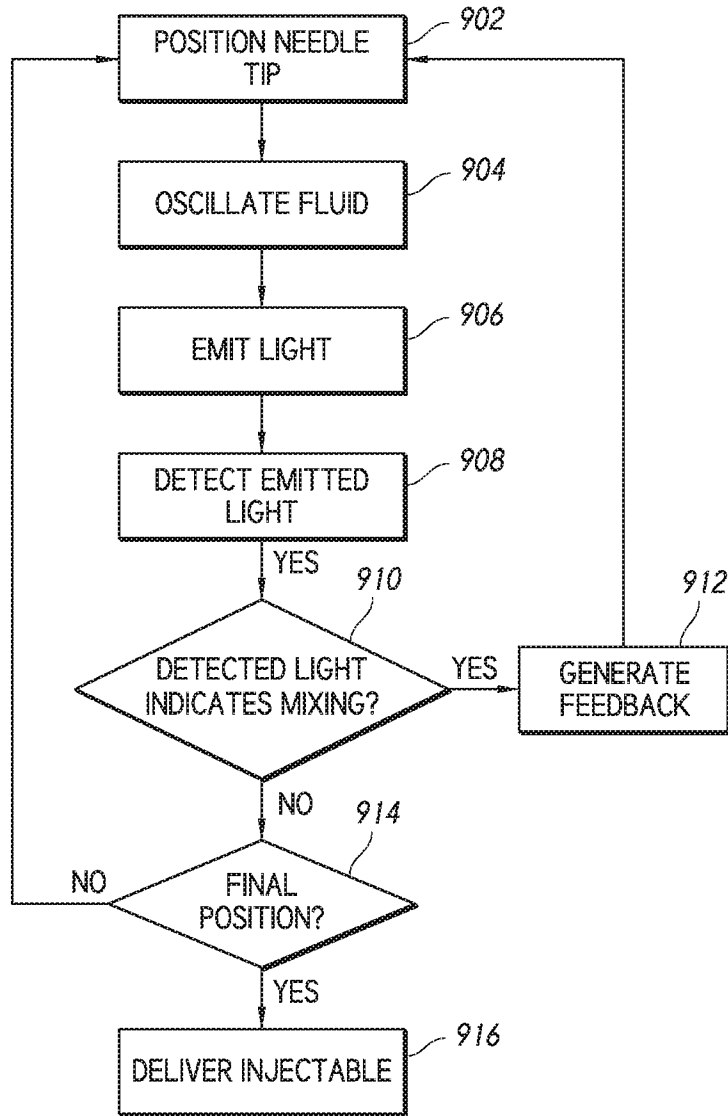 902
POSITION NEEDLE
TIP
904
OSCILLATE FLUID
906
EMIT LIGHT
908
DETECT EMITTED
LIGHT
YES
910
DETECTED LIGHT
INDICATES MIXING?
YES
912
GENERATE
FEEDBACK
NO
914
NO
FINAL
POSITION?
YES
916
DELIVER INJECTABLE